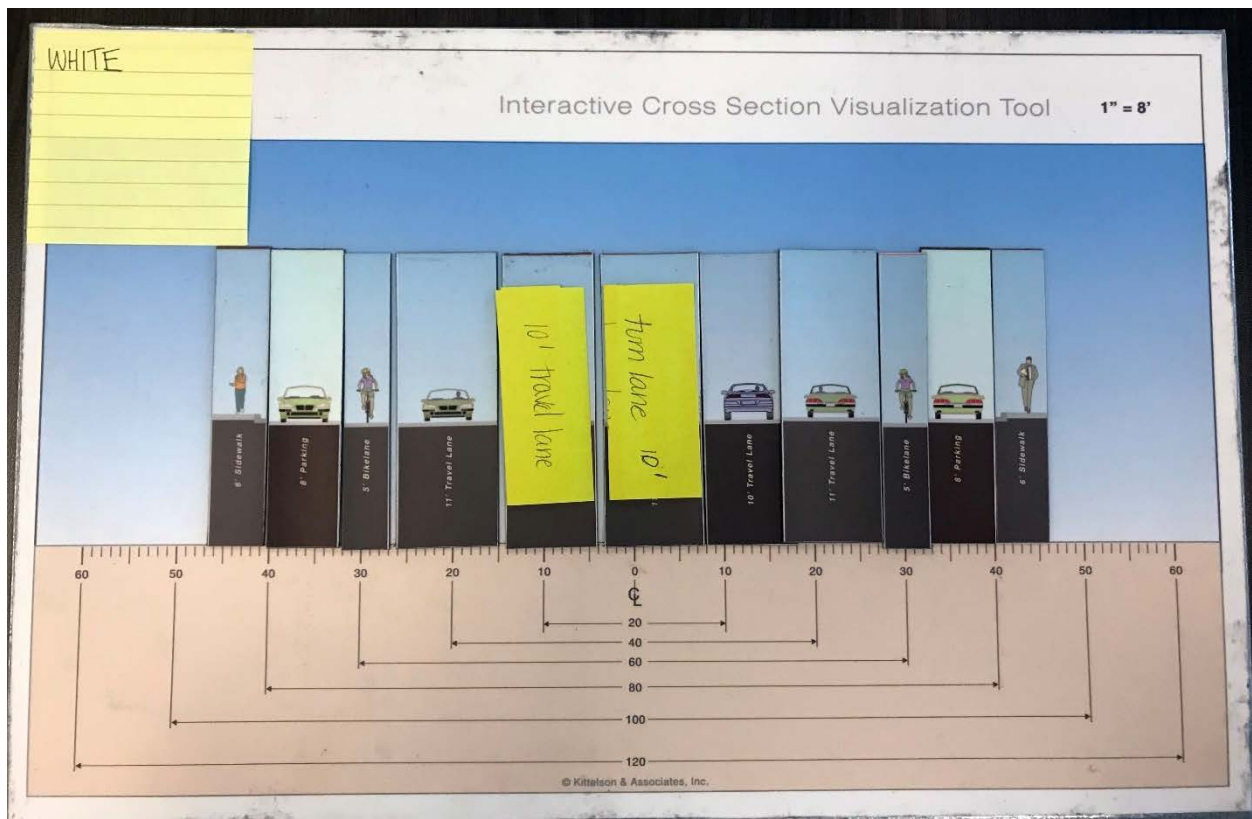 WHITE
Interactive Cross Section Visualization Tool 1" = 8'
10' travel lane
turn lane 10'
6' Sidewalk
8' Parking
5' Bikelane
11' Travel Lane
10' Travel Lane
11' Travel Lane
5' Bikelane
8' Parking
6' Sidewalk
60 50 40 30 20 10 0 10 20 30 40 50 60
CL
20
40
60
80
100
120
© Kittelson & Associates, Inc.